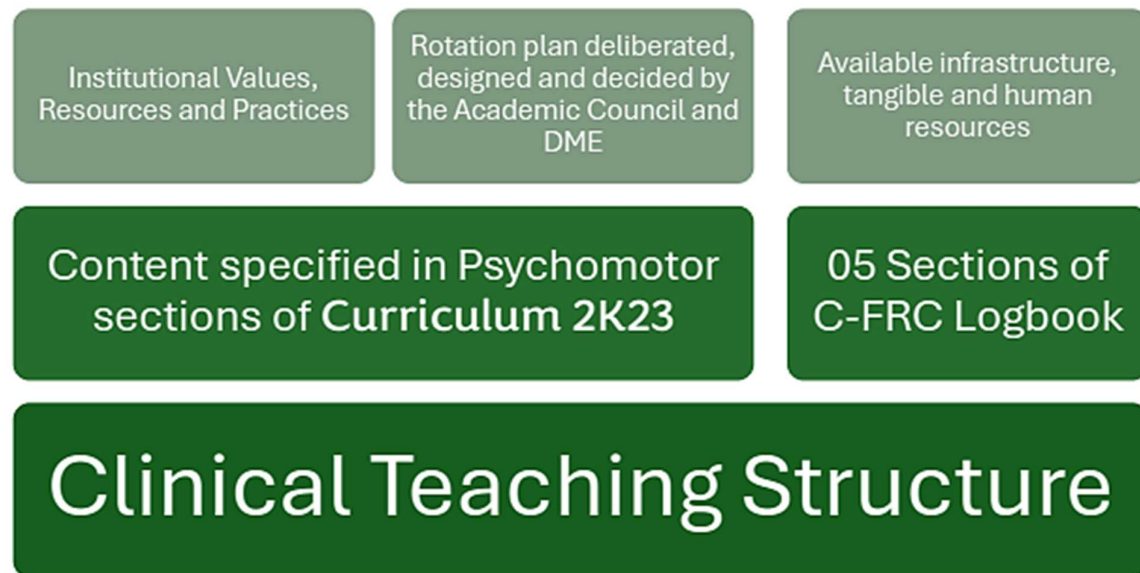 Institutional Values,
Resources and Practices
Rotation plan deliberated,
designed and decided by
the Academic Council and
DME
Available infrastructure,
tangible and human
resources
Content specified in Psychomotor
sections of Curriculum 2K23
05 Sections of
C-FRC Logbook
Clinical Teaching Structure